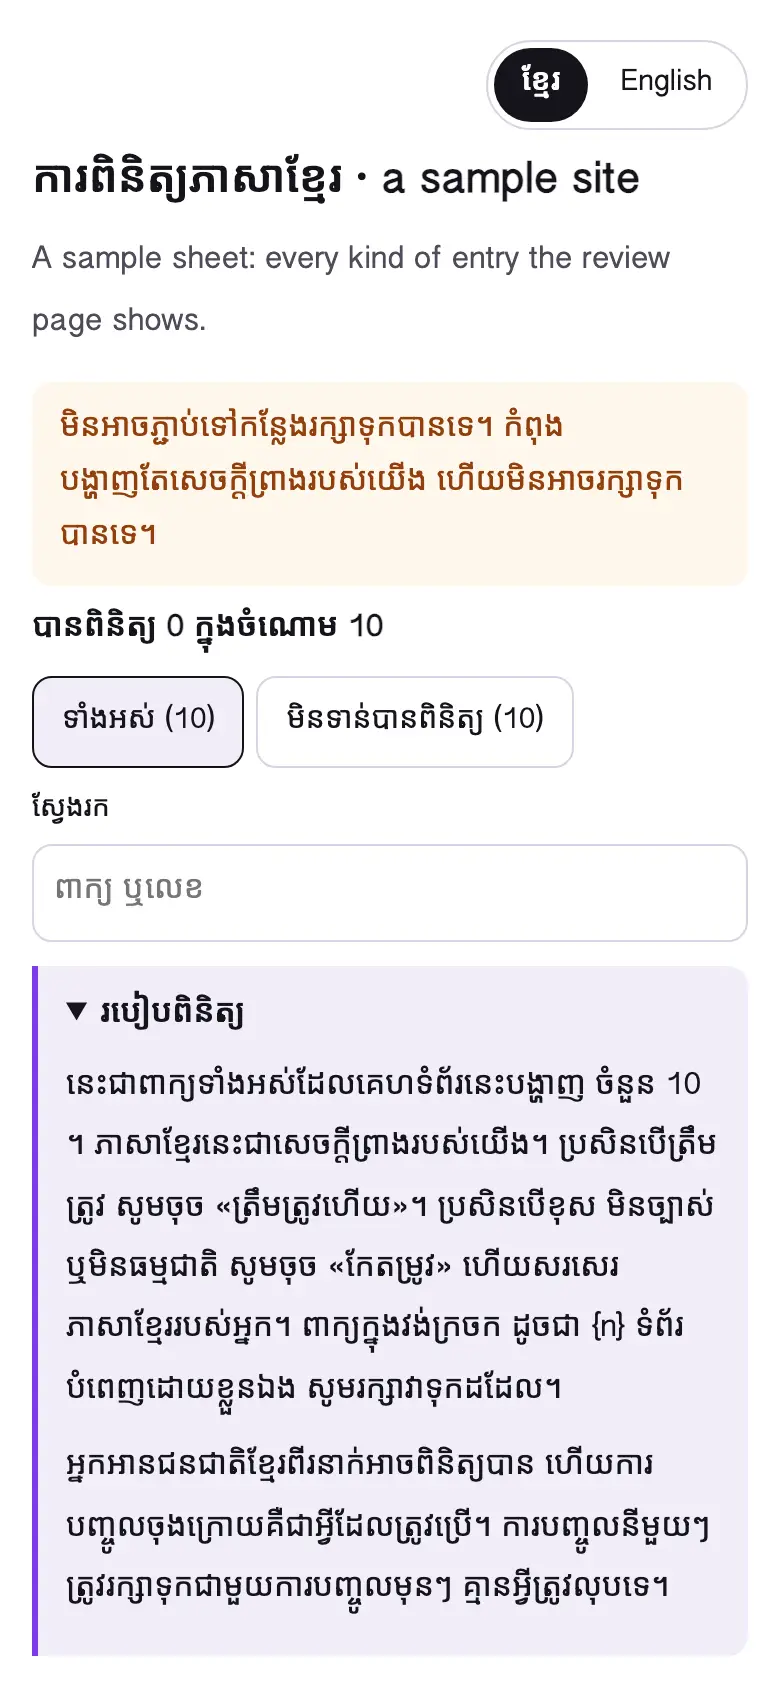 ខ្មែរ English
ការពិនិត្យភាសាខ្មែរ · a sample site
A sample sheet: every kind of entry the review
page shows.
មិនអាចភ្ជាប់ទៅកន្លែងរក្សាទុកបានទេ។ កំពុង
បង្ហាញតែសេចក្តីព្រាងរបស់យើង ហើយមិនអាចរក្សាទុក
បានទេ។
បានពិនិត្យ 0 ក្នុងចំណោម 10
ទាំងអស់ (10) មិនទាន់បានពិនិត្យ (10)
ស្វែងរក
ពាក្យ ឬលេខ
▼ របៀបពិនិត្យ
នេះជាពាក្យទាំងអស់ដែលគេហទំព័រនេះបង្ហាញ ចំនួន 10
។ ភាសាខ្មែរនេះជាសេចក្តីព្រាងរបស់យើង។ ប្រសិនបើត្រឹម
ត្រូវ សូមចុច «ត្រឹមត្រូវហើយ»។ ប្រសិនបើខុស មិនច្បាស់
ឬមិនធម្មជាតិ សូមចុច «កែតម្រូវ» ហើយសរសេរ
ភាសាខ្មែររបស់អ្នក។ ពាក្យក្នុងវង់ក្រចក ដូចជា {n} ទំព័រ
បំពេញដោយខ្លួនឯង សូមរក្សាវាទុកដដែល។
អ្នកអានជនជាតិខ្មែរពីរនាក់អាចពិនិត្យបាន ហើយការ
បញ្ចូលចុងក្រោយគឺជាអ្វីដែលត្រូវប្រើ។ ការបញ្ចូលនីមួយៗ
ត្រូវរក្សាទុកជាមួយការបញ្ចូលមុនៗ គ្មានអ្វីត្រូវលុបទេ។